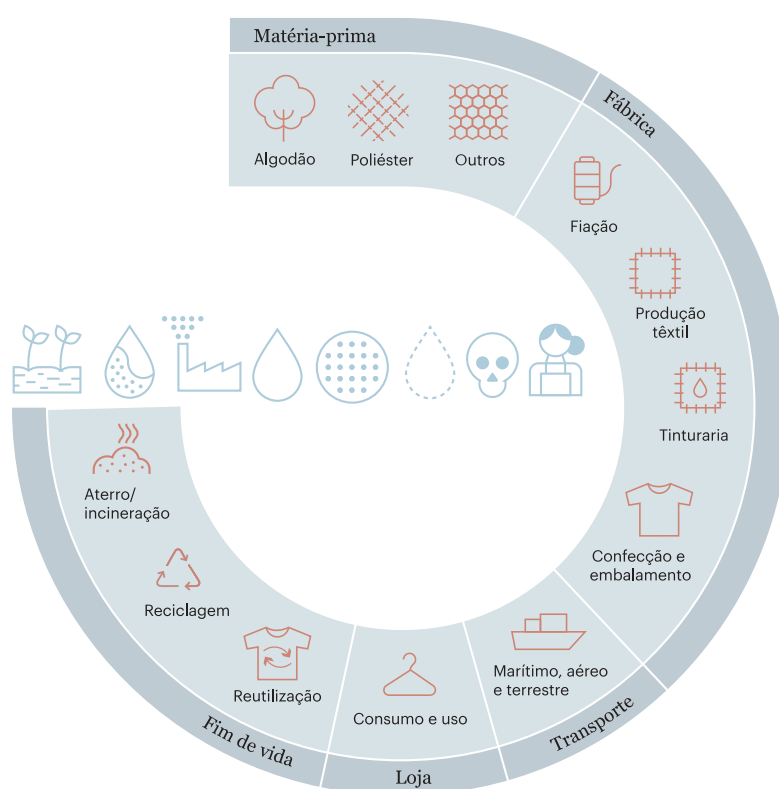 Matéria-prima
Algodão
Poliéster
Outros
Fábrica
Fiação
Produção
têxtil
Tinturaria
Confecção e
embalamento
Marítimo, aéreo
e terrestre
Transporte
Consumo e uso
Loja
Reutilização
Reciclagem
Aterro/
incineração
Fim de vida